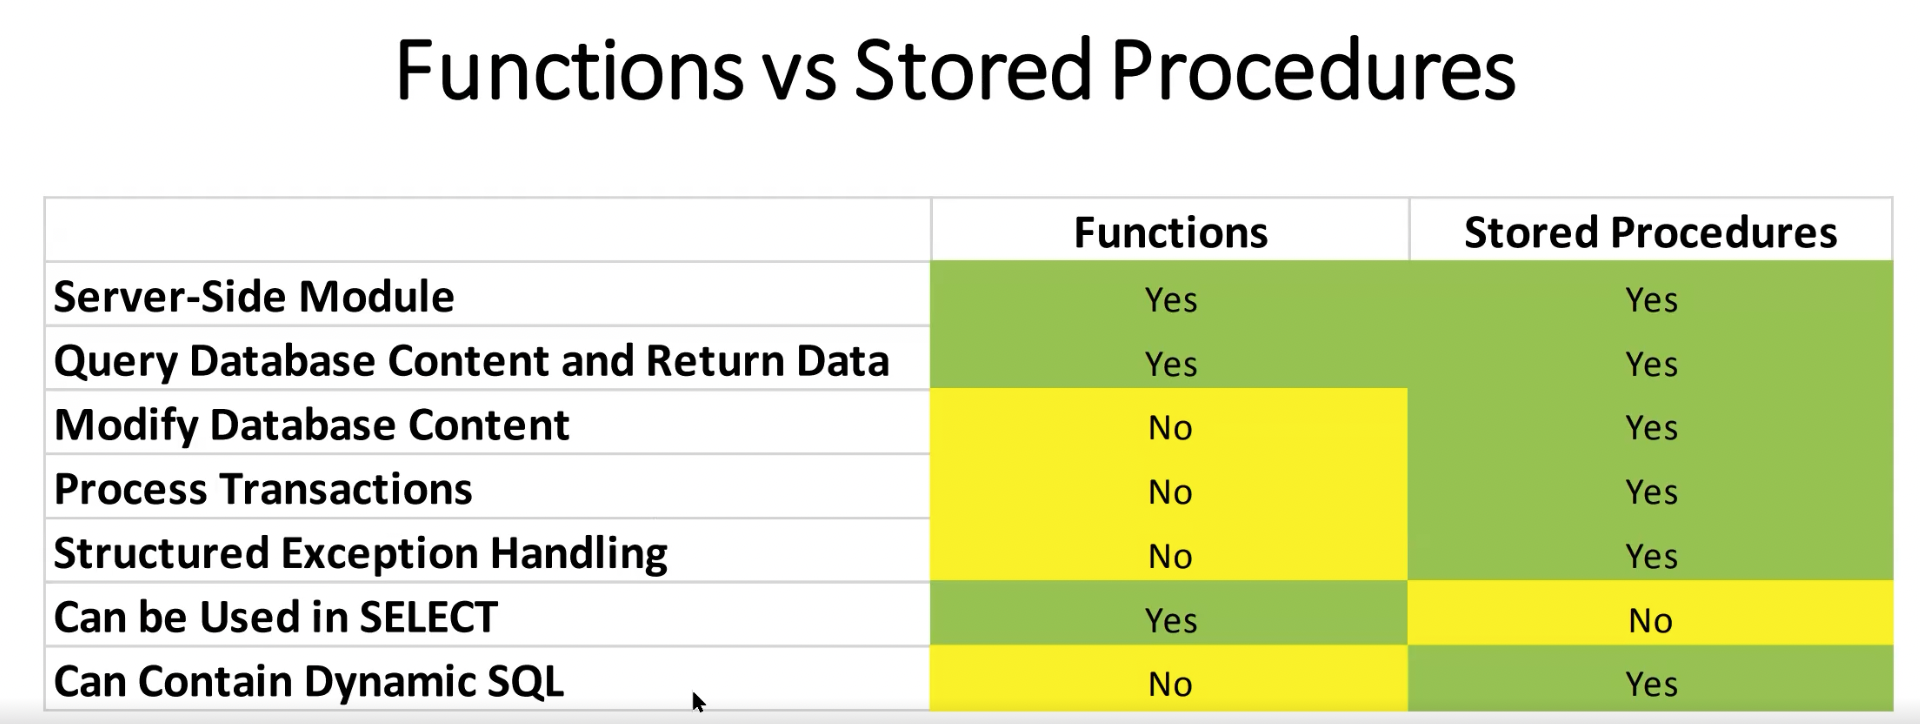 Functions vs Stored Procedures
Functions Stored Procedures
Server-Side Module Yes Yes
Query Database Content and Return Data Yes Yes
Modify Database Content No Yes
Process Transactions No Yes
Structured Exception Handling No Yes
Can be Used in SELECT Yes No
Can Contain Dynamic SQL No Yes